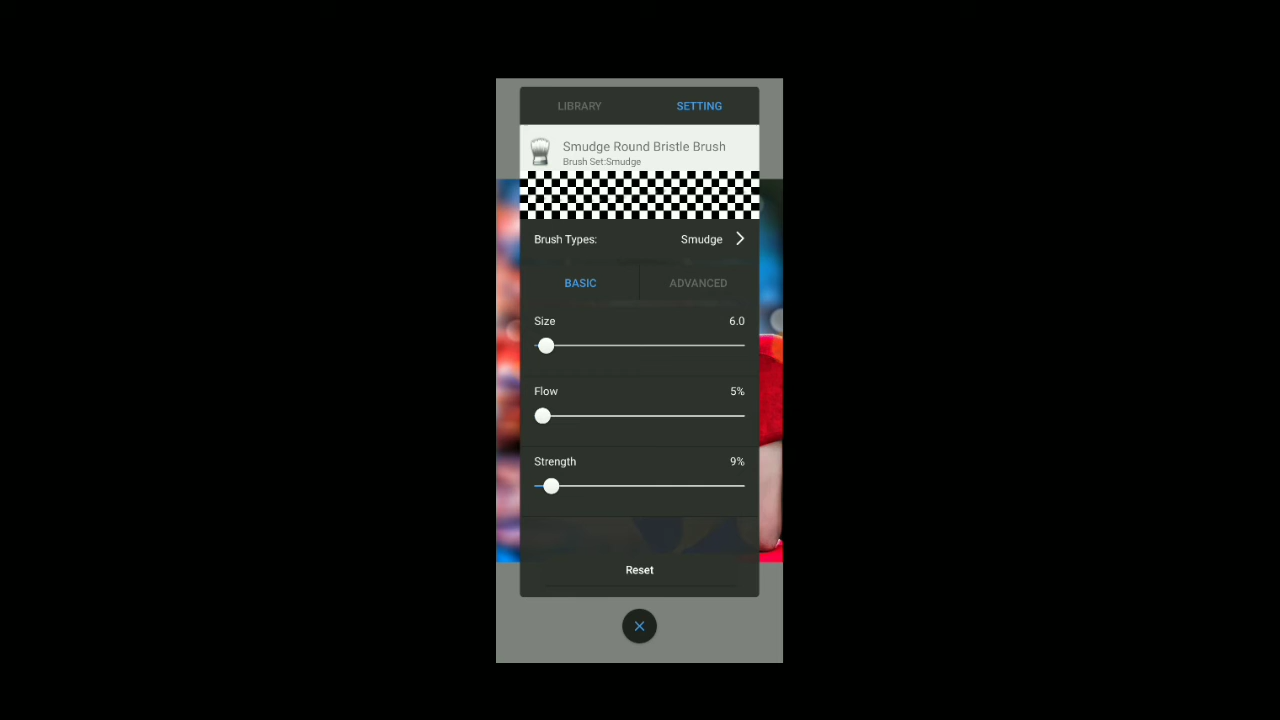 LIBRARY SETTING
Smudge Round Bristle Brush
Brush Set:Smudge
Brush Types: Smudge
BASIC ADVANCED
Size 6.0
Flow 5%
Strength 9%
Reset